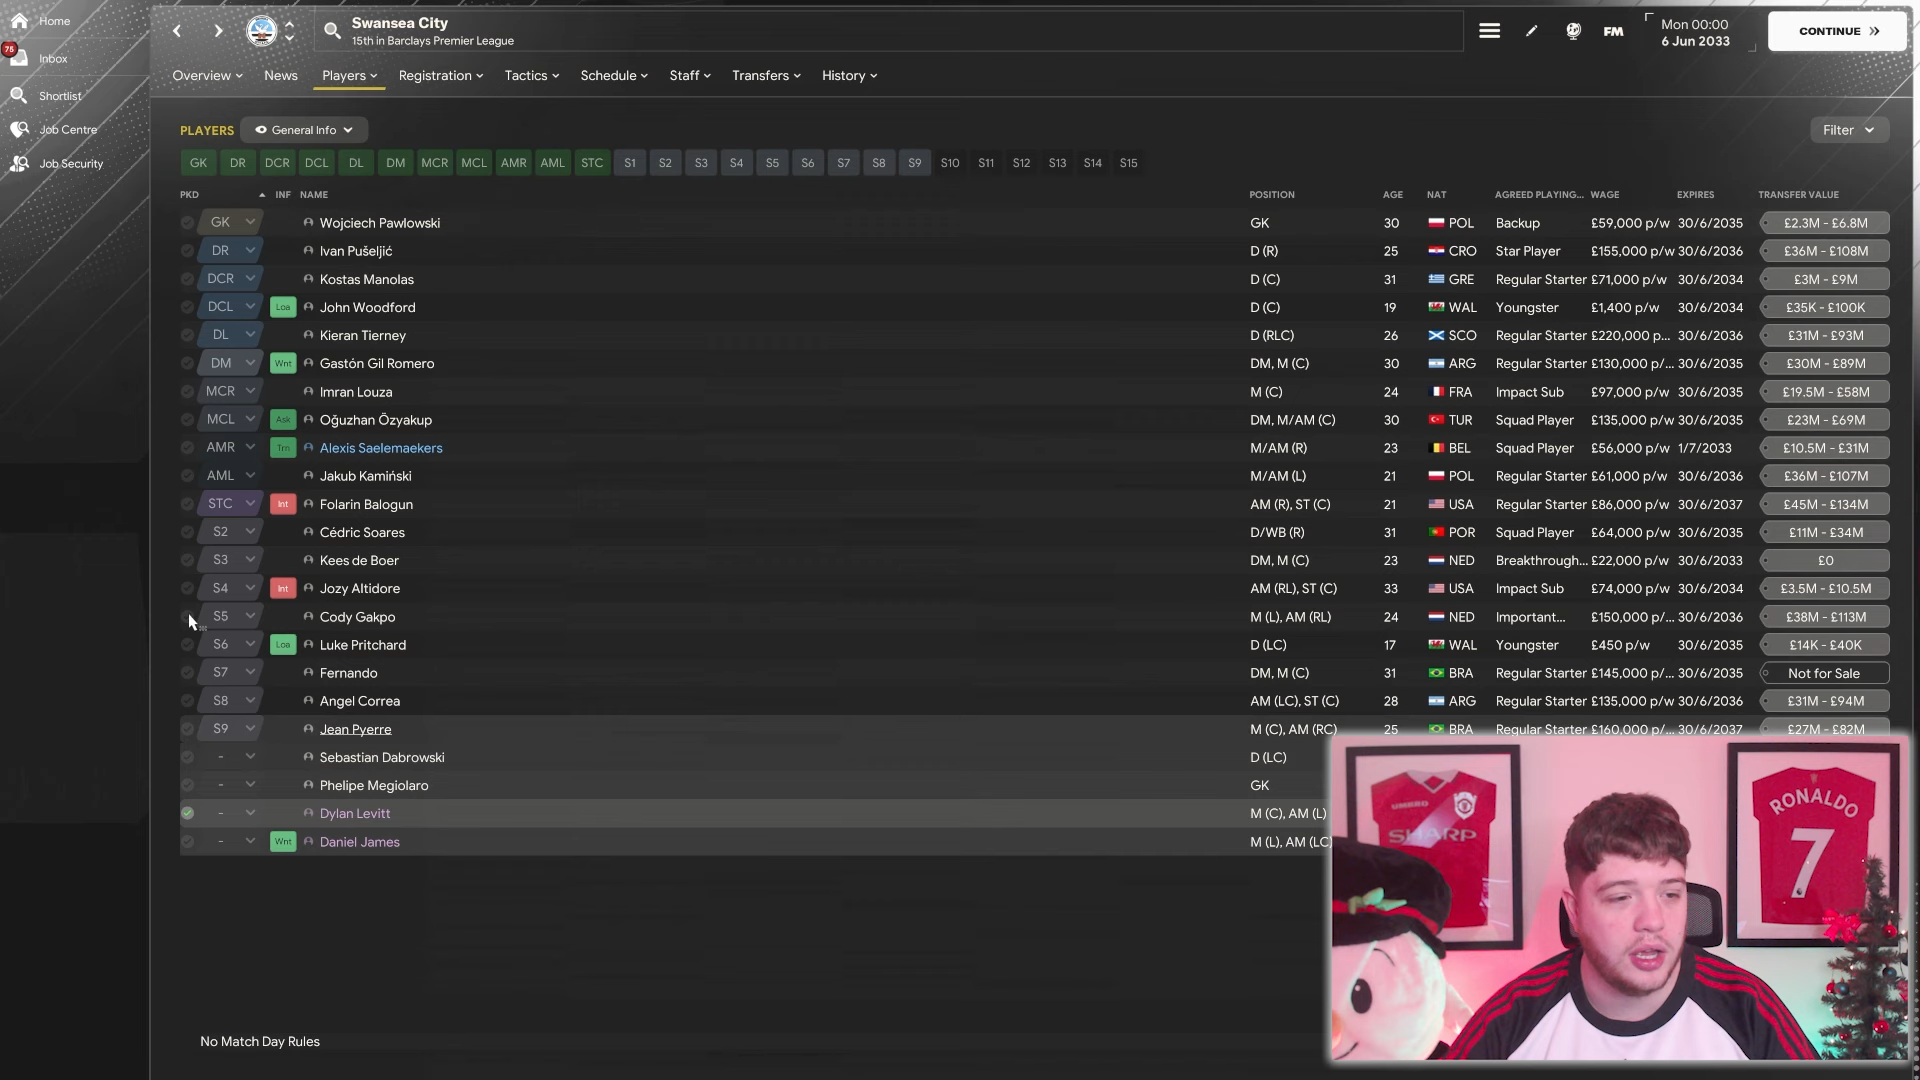 Home
Swansea City
15th in Barclays Premier League
FM
Mon 00:00
6 Jun 2033
CONTINUE
75
Inbox
Shortlist
Job Centre
Job Security
Overview News Players Registration Tactics Schedule Staff Transfers History
PLAYERS General Info Filter
GK DR DCR DCL DL DM MCR MCL AMR AML STC S1 S2 S3 S4 S5 S6 S7 S8 S9 S10 S11 S12 S13 S14 S15
PKD INF NAME POSITION AGE NAT AGREED PLAYING... WAGE EXPIRES TRANSFER VALUE
GK Wojciech Pawlowski GK 30 POL Backup £59,000 p/w 30/6/2035 £2.3M - £6.8M
DR Ivan Pušeljić D (R) 25 CRO Star Player £155,000 p/w 30/6/2036 £36M - £108M
DCR Kostas Manolas D (C) 31 GRE Regular Starter £71,000 p/w 30/6/2034 £3M - £9M
DCL Loa John Woodford D (C) 19 WAL Youngster £1,400 p/w 30/6/2034 £35K - £100K
DL Kieran Tierney D (RLC) 26 SCO Regular Starter £220,000 p... 30/6/2036 £31M - £93M
DM Wnt Gastón Gil Romero DM, M (C) 30 ARG Regular Starter £130,000 p/... 30/6/2035 £30M - £89M
MCR Imran Louza M (C) 24 FRA Impact Sub £97,000 p/w 30/6/2035 £19.5M - £58M
MCL Ask Oğuzhan Özyakup DM, M/AM (C) 30 TUR Squad Player £135,000 p/w 30/6/2035 £23M - £69M
AMR Trn Alexis Saelemaekers M/AM (R) 23 BEL Squad Player £56,000 p/w 1/7/2033 £10.5M - £31M
AML Jakub Kamiński M/AM (L) 21 POL Regular Starter £61,000 p/w 30/6/2036 £36M - £107M
STC Int Folarin Balogun AM (R), ST (C) 21 USA Regular Starter £86,000 p/w 30/6/2037 £45M - £134M
S2 Cédric Soares D/WB (R) 31 POR Squad Player £64,000 p/w 30/6/2035 £11M - £34M
S3 Kees de Boer DM, M (C) 23 NED Breakthrough... £22,000 p/w 30/6/2033 £0
S4 Int Jozy Altidore AM (RL), ST (C) 33 USA Impact Sub £74,000 p/w 30/6/2034 £3.5M - £10.5M
S5 Cody Gakpo M (L), AM (RL) 24 NED Important... £150,000 p/... 30/6/2036 £38M - £113M
S6 Loa Luke Pritchard D (LC) 17 WAL Youngster £450 p/w 30/6/2035 £14K - £40K
S7 Fernando DM, M (C) 31 BRA Regular Starter £145,000 p/... 30/6/2035 Not for Sale
S8 Angel Correa AM (LC), ST (C) 28 ARG Regular Starter £135,000 p/w 30/6/2036 £31M - £94M
S9 Jean Pyerre M (C), AM (RC) 25 BRA Regular Starter £160,000 p/... 30/6/2037 £27M - £82M
- Sebastian Dabrowski D (LC)
- Phelipe Megiolaro GK
- Dylan Levitt M (C), AM (L)
- Wnt Daniel James M (L), AM (LC)
UMBRO
SHARP
RONALDO
7
No Match Day Rules